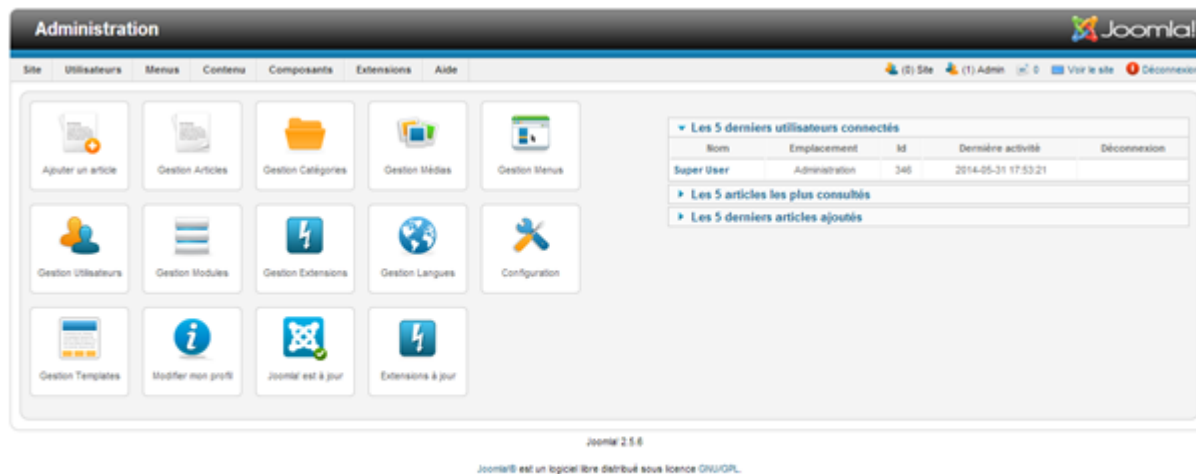 Administration
Joomla!
Site Utilisateurs Menus Contenu Composants Extensions Aide
(0) Site (1) Admin 0 Voir le site Déconnexion
Ajouter un article Gestion Articles Gestion Catégories Gestion Médias Gestion Menus
Gestion Utilisateurs Gestion Modules Gestion Extensions Gestion Langues Configuration
Gestion Templates Modifier mon profil Joomla! est à jour Extensions à jour
Les 5 derniers utilisateurs connectés
Nom Emplacement Id Dernière activité Déconnexion
Super User Administration 346 2014-05-31 17:53:21
Les 5 articles les plus consultés
Les 5 derniers articles ajoutés
Joomla! 2.5.6
Joomla!® est un logiciel libre distribué sous licence GNU/GPL.